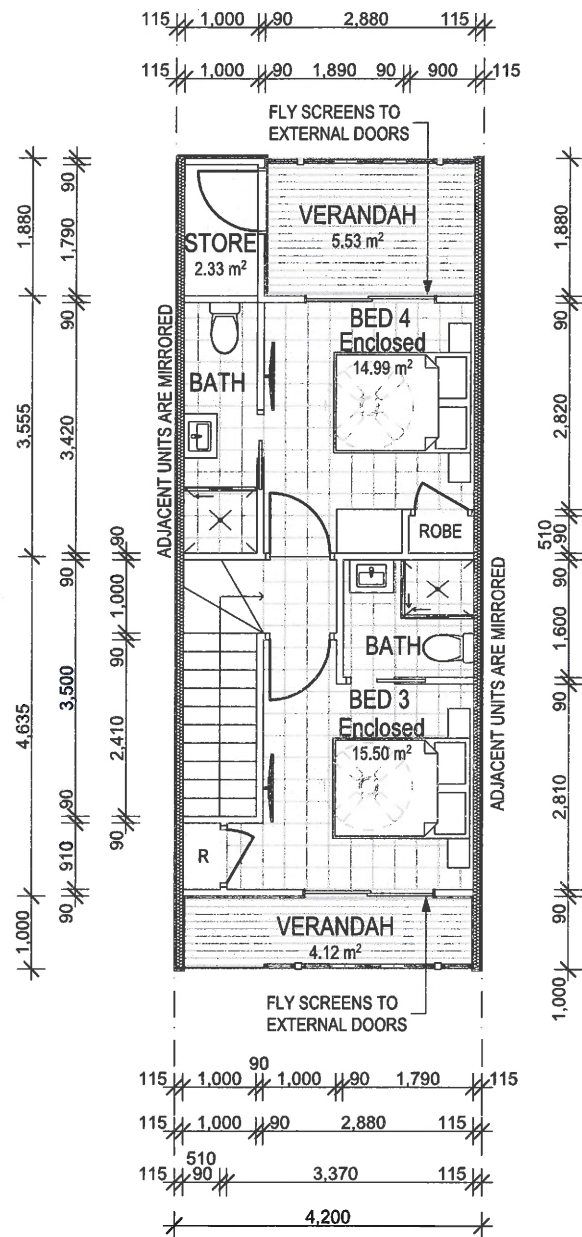 115 1,000 90 2,880 115
115 1,000 90 1,890 90 900 115
FLY SCREENS TO
EXTERNAL DOORS
1,880
3,555
4,635
1,000
90
1,790
90
3,420
90
3,500
90
910
90
90
1,000
90
2,410
90
ADJACENT UNITS ARE MIRRORED
STORE
2.33 m²
VERANDAH
5.53 m²
BED 4
Enclosed
14.99 m²
BATH
ROBE
BATH
BED 3
Enclosed
15.50 m²
R
VERANDAH
4.12 m²
ADJACENT UNITS ARE MIRRORED
1,880
90
2,820
510
90
1,600
90
2,810
90
1,000
FLY SCREENS TO
EXTERNAL DOORS
90
115 1,000 1,000 90 1,790 115
115 1,000 90 2,880 115
510
115 90 3,370 115
4,200